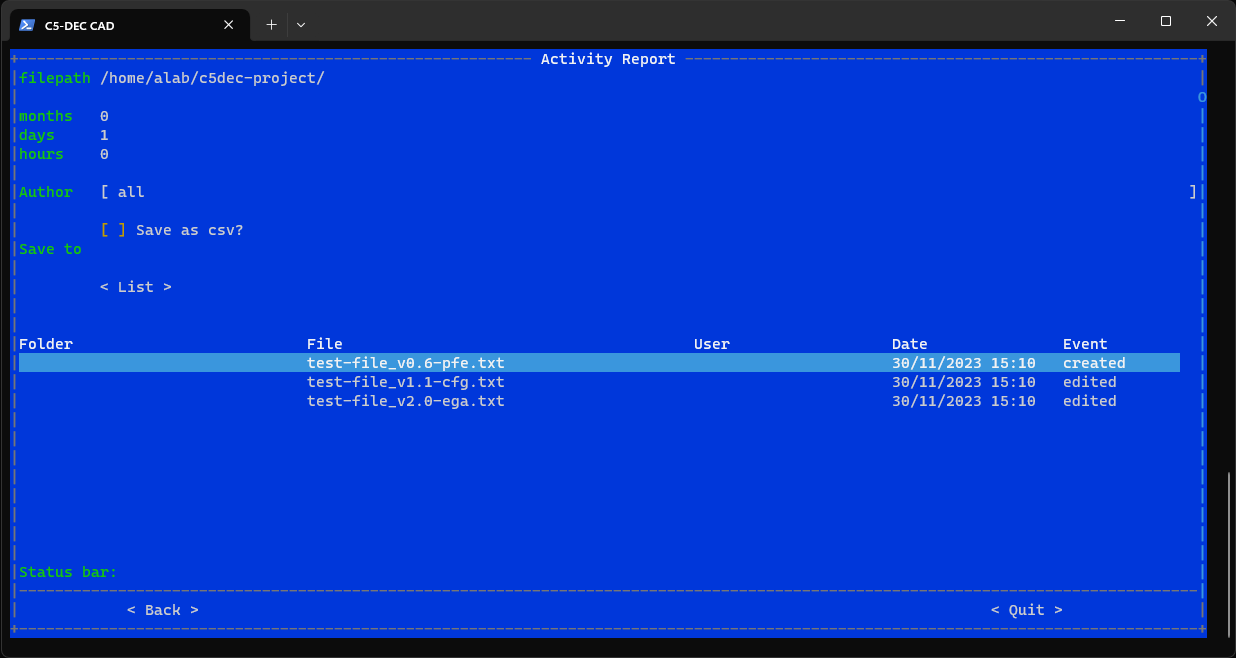 C5-DEC CAD
Activity Report
filepath /home/alab/c5dec-project/
months 0
days 1
hours 0
Author [ all ]
[ ] Save as csv?
Save to
< List >
Folder File User Date Event
test-file_v0.6-pfe.txt 30/11/2023 15:10 created
test-file_v1.1-cfg.txt 30/11/2023 15:10 edited
test-file_v2.0-ega.txt 30/11/2023 15:10 edited
Status bar:
< Back > < Quit >